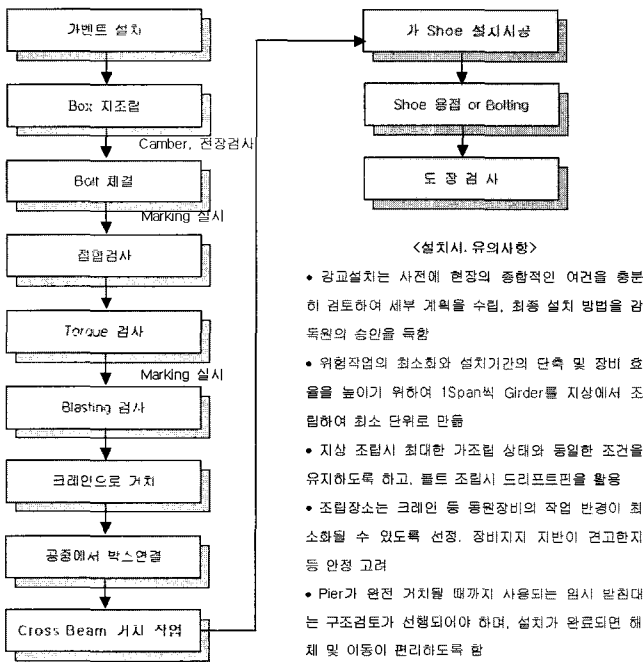 가벤트 설치
Box 지조립
Camber, 전장검사
Bolt 체결
Marking 실시
접합검사
Torque 검사
Marking 실시
Blasting 검사
크레인으로 거치
공중에서 박스연결
Cross Beam 거치 작업
가 Shoe 설치시공
Shoe 용접 or Bolting
도 장 검 사
<설치시. 유의사항>
• 강교설치는 사전에 현장의 종합적인 여건을 충분
히 검토하여 세부 계획을 수립, 최종 설치 방법을 감
독원의 승인을 득함
• 위험작업의 최소화와 설치기간의 단축 및 장비 효
율을 높이기 위하여 1Span씩 Girder를 지상에서 조
립하여 최소 단위로 만듦
• 지상 조립시 최대한 가조립 상태와 동일한 조건을
유지하도록 하고, 볼트 조립시 드리프트핀을 활용
• 조립장소는 크레인 등 동원장비의 작업 반경이 최
소화될 수 있도록 선정. 장비지지 지반이 견고한지
등 안정 고려
• Pier가 완전 거치될 때까지 사용되는 임시 받침대
는 구조검토가 선행되어야 하며, 설치가 완료되면 해
체 및 이동이 편리하도록 함